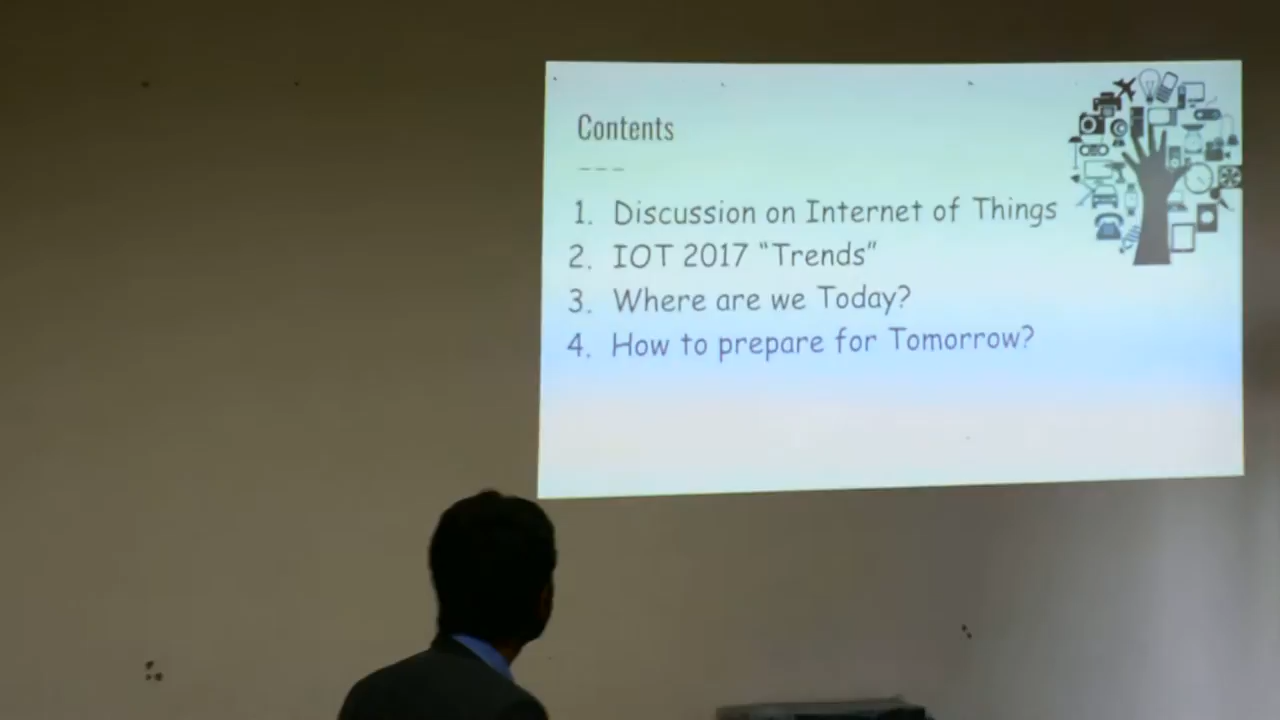 Contents
---
1. Discussion on Internet of Things
2. IOT 2017 “Trends”
3. Where are we Today?
4. How to prepare for Tomorrow?